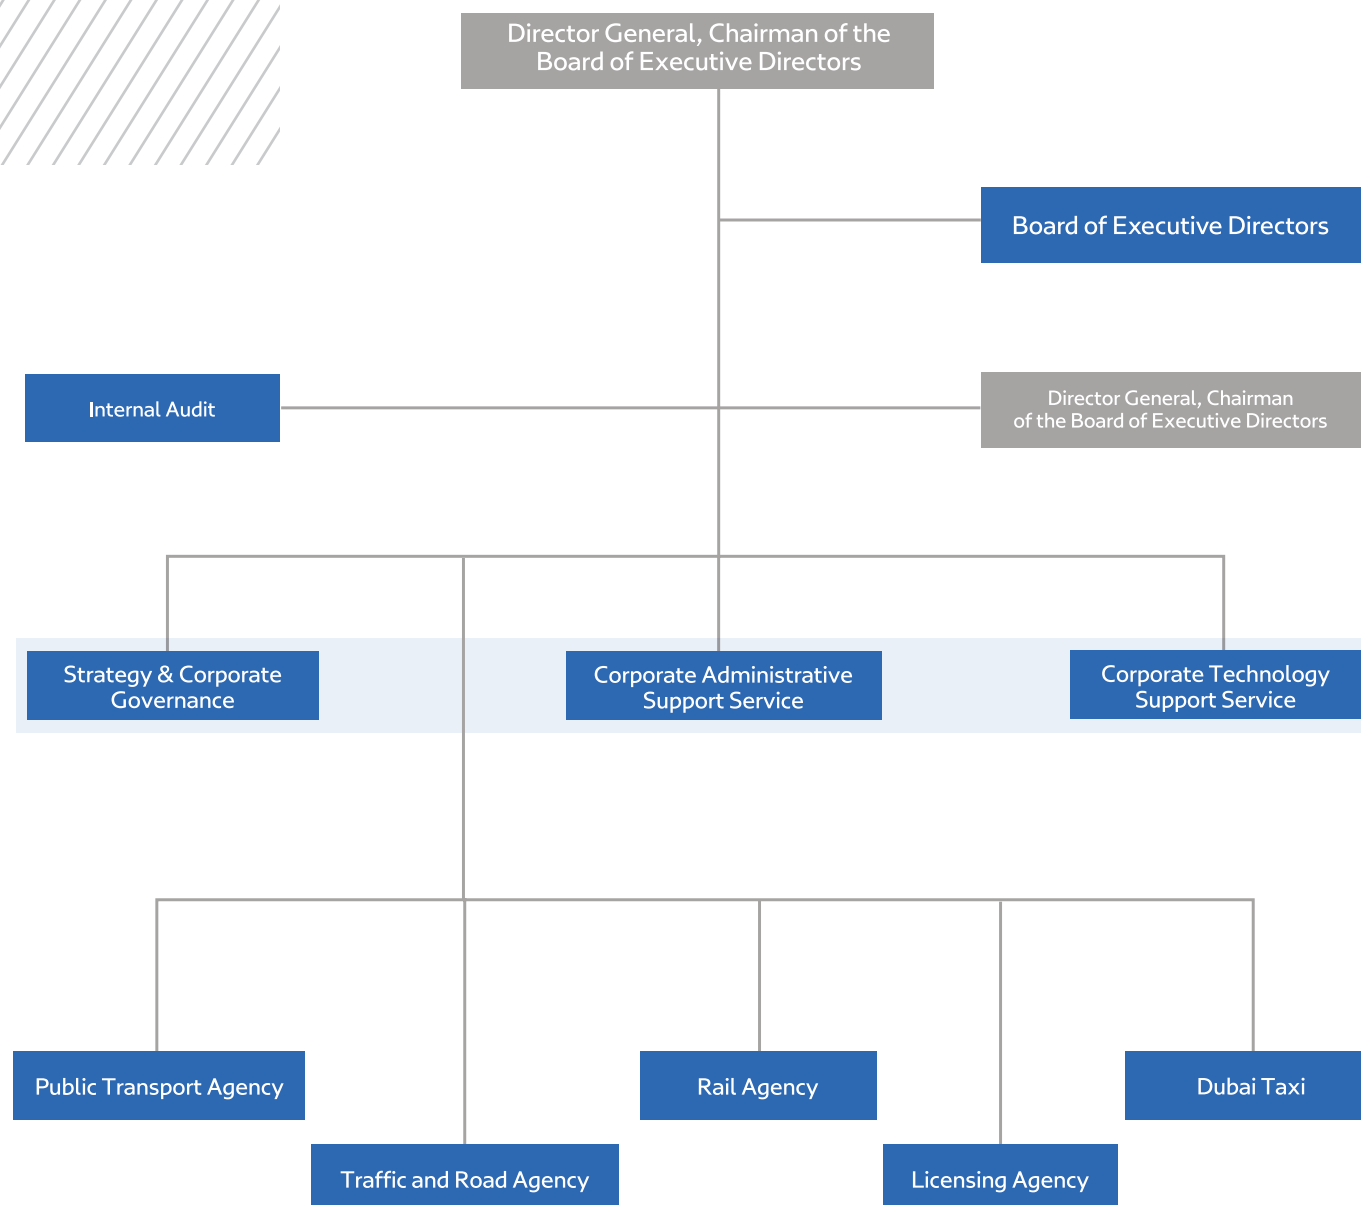 Director General, Chairman of the
Board of Executive Directors
Board of Executive Directors
Internal Audit
Director General, Chairman
of the Board of Executive Directors
Strategy & Corporate
Governance
Corporate Administrative
Support Service
Corporate Technology
Support Service
Public Transport Agency
Rail Agency
Dubai Taxi
Traffic and Road Agency
Licensing Agency